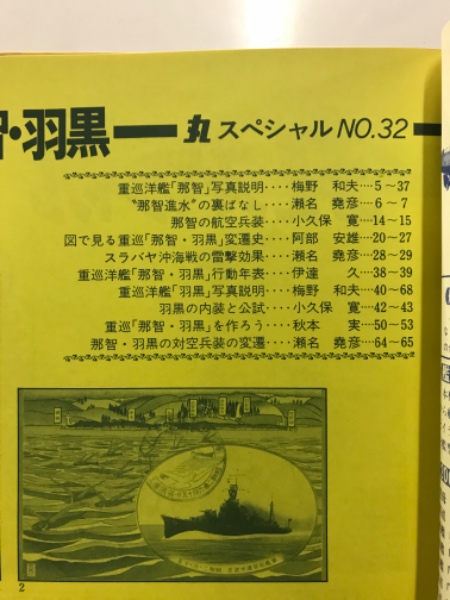 智・羽黒━丸スペシャルNO.32━
重巡洋艦「那智」写真説明････梅野 和夫････5～37
“那智進水”の裏ばなし････瀬名 堯彦････6～7
那智の航空兵装････小久保 寛････14～15
図で見る重巡「那智・羽黒」変遷史････阿部 安雄････20～27
スラバヤ沖海戦の雷撃効果････瀬名 堯彦････28～29
重巡洋艦「那智・羽黒」行動年表････伊達 久････38～39
重巡洋艦「羽黒」写真説明････梅野 和夫････40～68
羽黒の内装と公試････小久保 寛････42～43
重巡「那智・羽黒」を作ろう････秋本 実････50～53
那智・羽黒の対空兵装の変遷････瀬名 堯彦････64～65
2